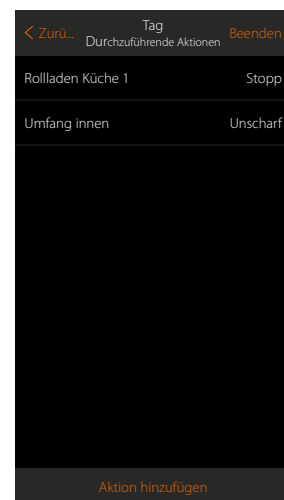 Tag
< Zurü... Durchzuführende Aktionen Beenden
Rollladen Küche 1 Stopp
Umfang innen Unscharf
Aktion hinzufügen